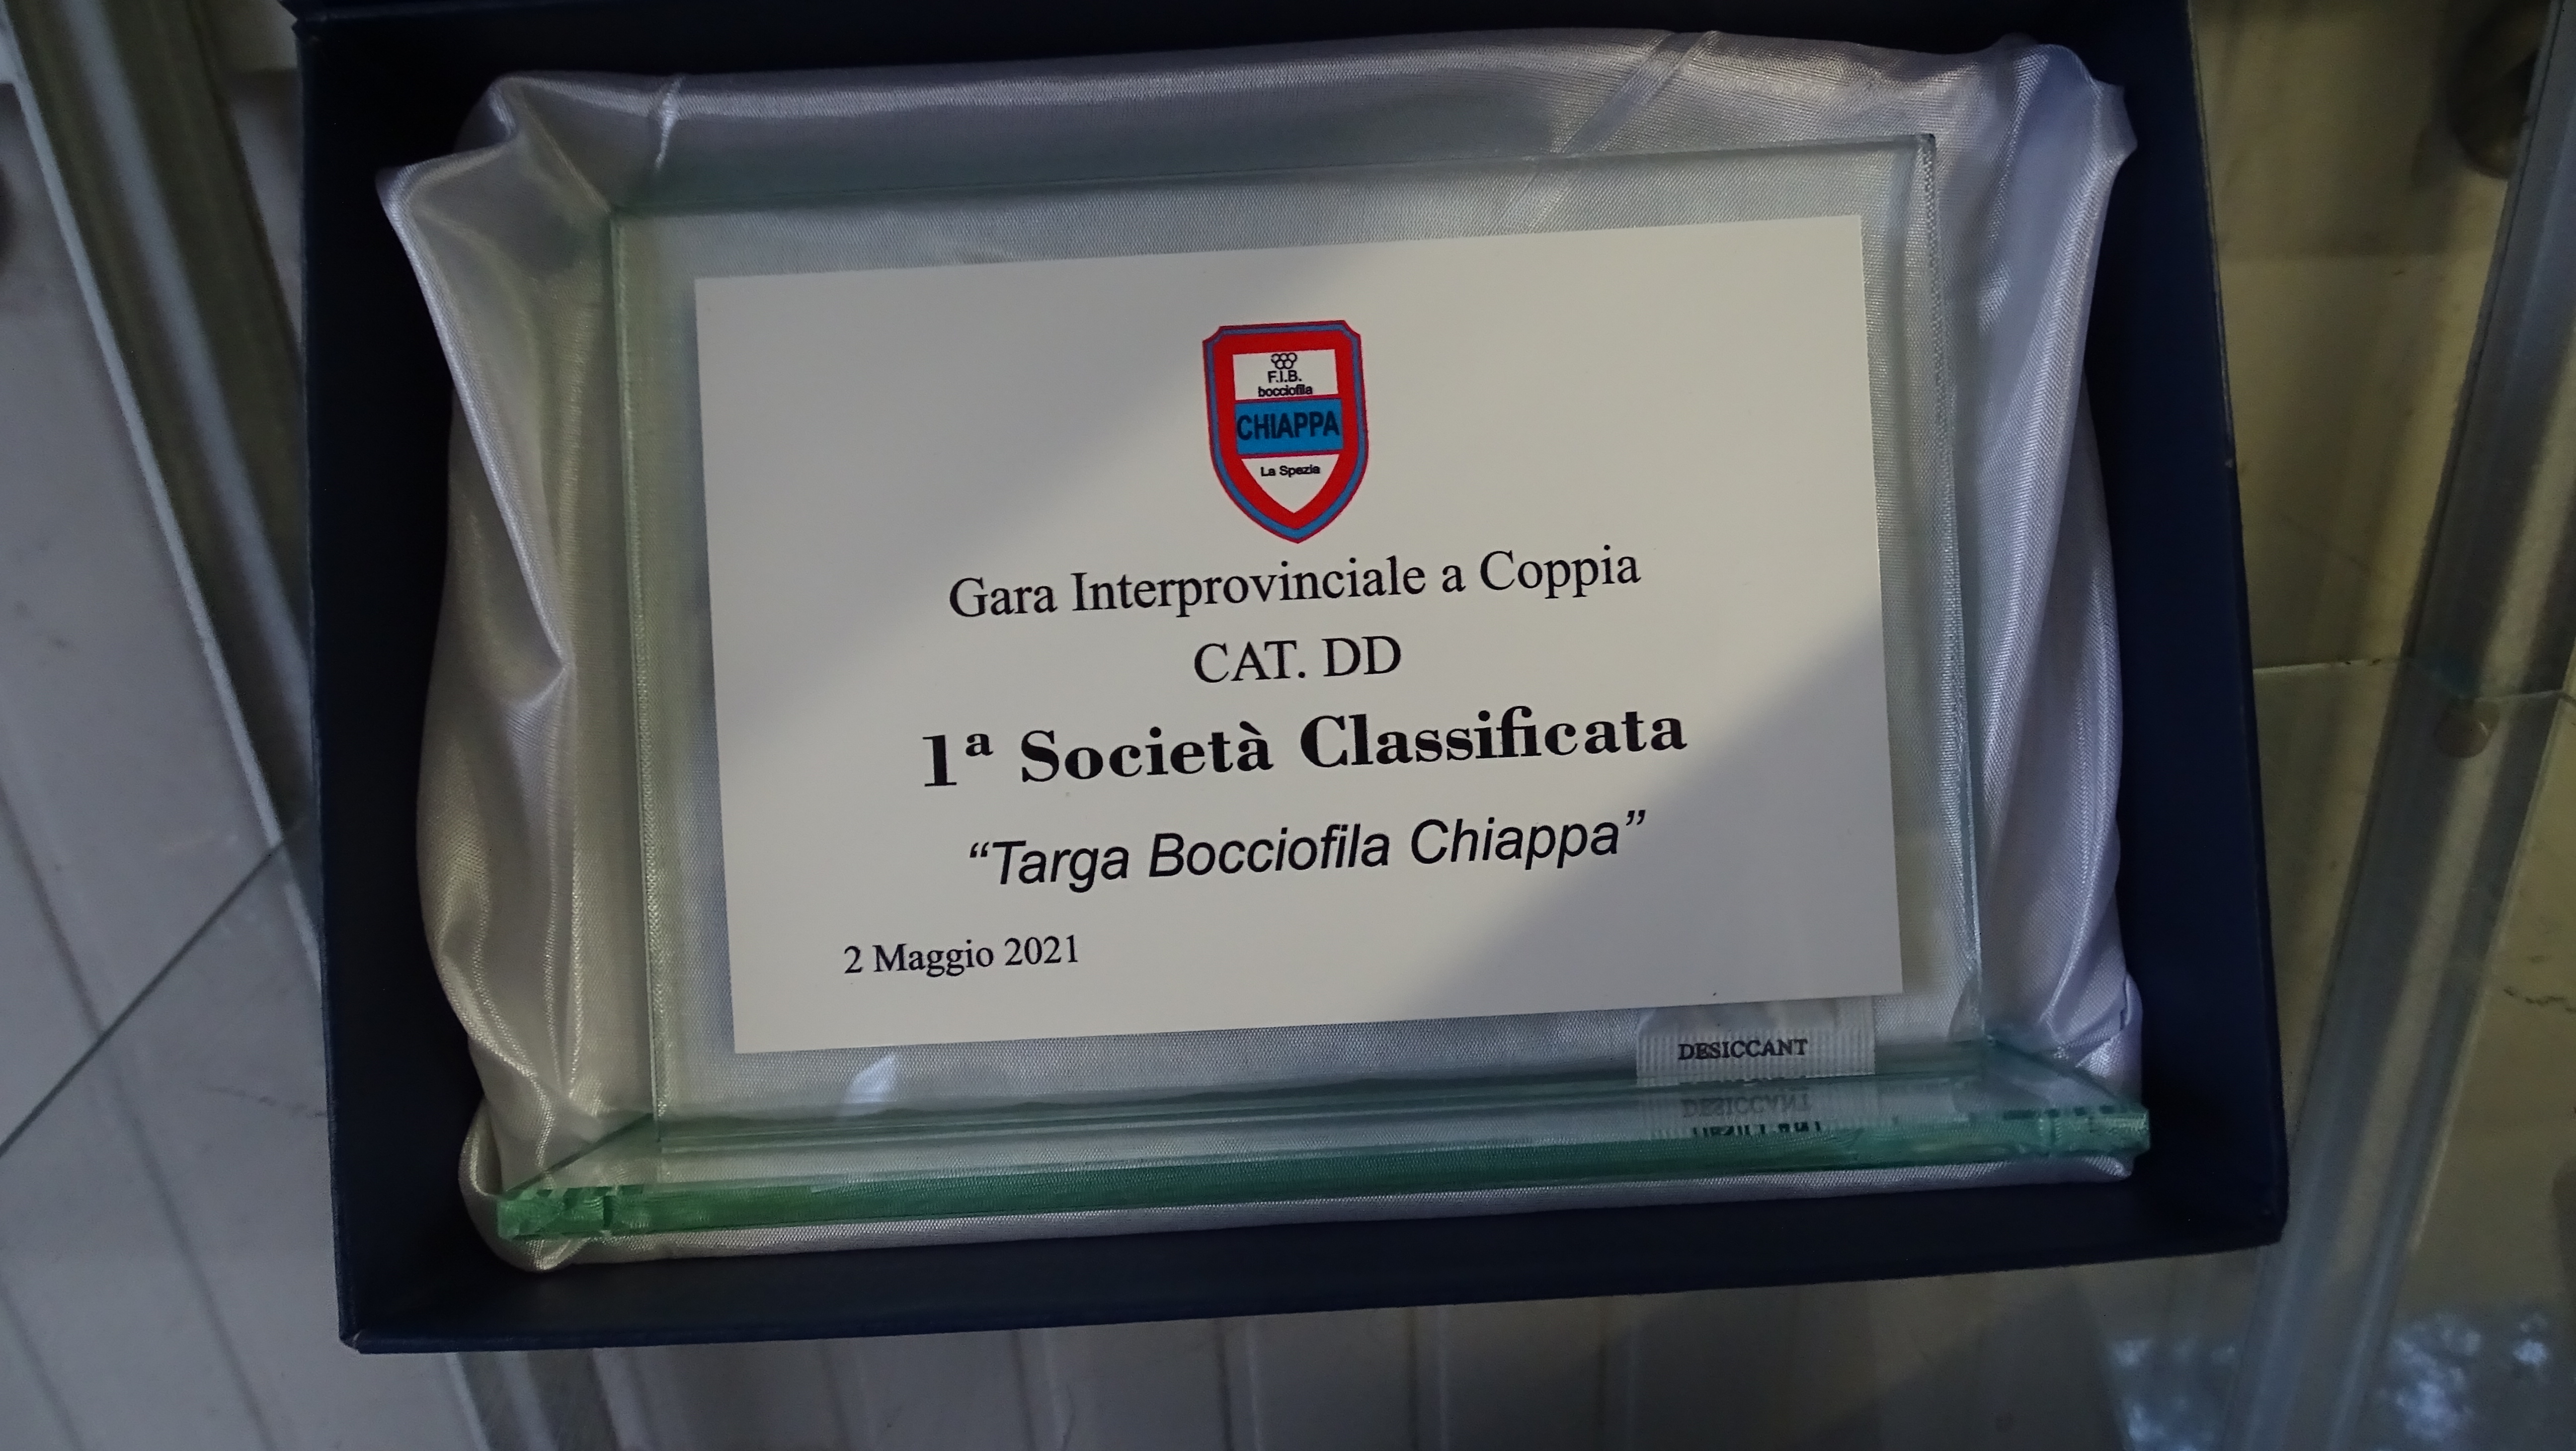 F.I.B.
bocciofila
CHIAPPA
La Spezia
Gara Interprovinciale a Coppia
CAT. DD
1ª Società Classificata
“Targa Bocciofila Chiappa”
2 Maggio 2021
DESICCANT